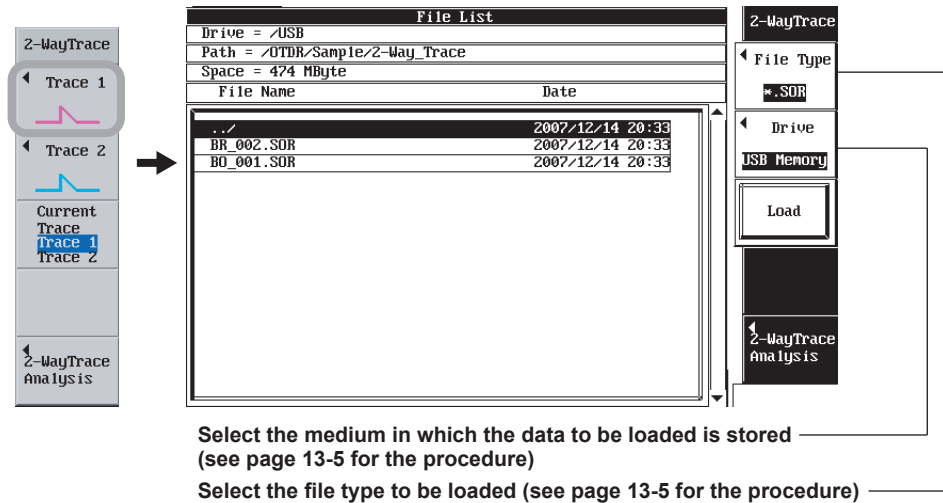 2-WayTrace
Trace 1
Trace 2
Current
Trace
Trace 1
Trace 2
2-WayTrace
Analysis
File List
Drive = /USB
Path = /OTDR/Sample/2-Way_Trace
Space = 474 MByte
File Name Date
../ 2007/12/14 20:33
BR_002.SOR 2007/12/14 20:33
BO_001.SOR 2007/12/14 20:33
2-WayTrace
File Type
*.SOR
Drive
USB Memory
Load
2-WayTrace
Analysis
Select the medium in which the data to be loaded is stored
(see page 13-5 for the procedure)
Select the file type to be loaded (see page 13-5 for the procedure)